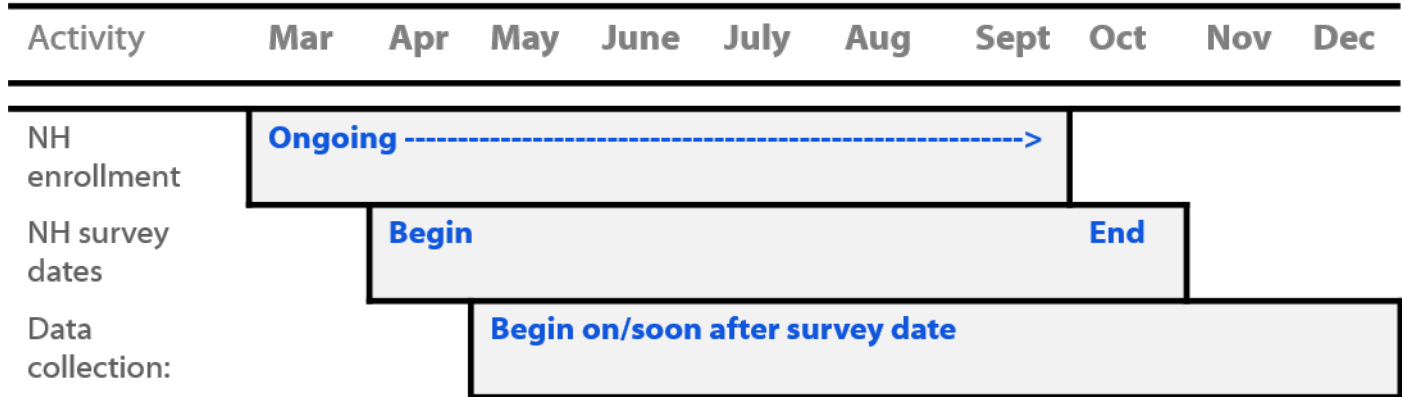 Activity Mar Apr May June July Aug Sept Oct Nov Dec
NH Ongoing ---------------------------------------------------------->
enrollment
NH survey Begin End
dates
Data Begin on/soon after survey date
collection: